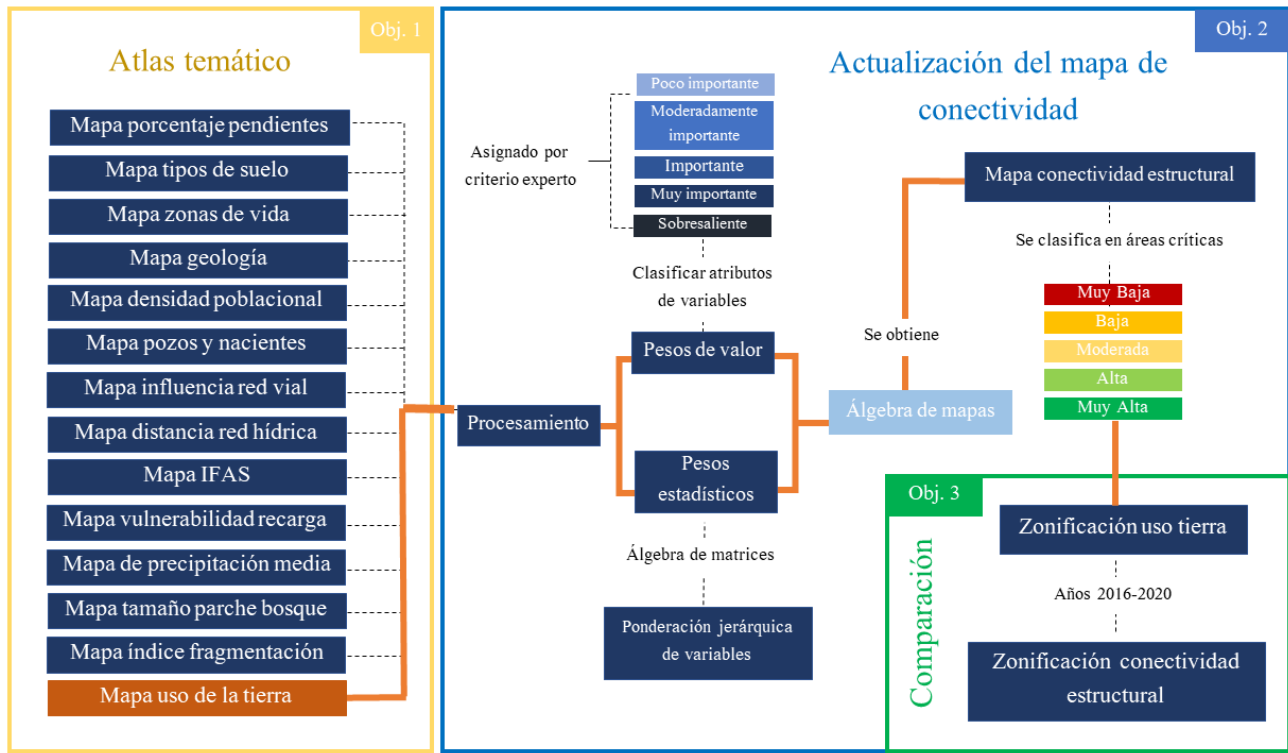 Obj. 1
Atlas temático
Mapa porcentaje pendientes
Mapa tipos de suelo
Mapa zonas de vida
Mapa geología
Mapa densidad poblacional
Mapa pozos y nacientes
Mapa influencia red vial
Mapa distancia red hídrica
Mapa IFAS
Mapa vulnerabilidad recarga
Mapa de precipitación media
Mapa tamaño parche bosque
Mapa índice fragmentación
Mapa uso de la tierra
Obj. 2
Actualización del mapa de
conectividad
Poco importante
Moderadamente
importante
Importante
Muy importante
Sobresaliente
Asignado por
criterio experto
Clasificar atributos
de variables
Pesos de valor
Procesamiento
Pesos
estadísticos
Álgebra de matrices
Ponderación jerárquica
de variables
Álgebra de mapas
Se obtiene
Mapa conectividad estructural
Se clasifica en áreas críticas
Muy Baja
Baja
Moderada
Alta
Muy Alta
Obj. 3
Comparación
Zonificación uso tierra
Años 2016-2020
Zonificación conectividad
estructural